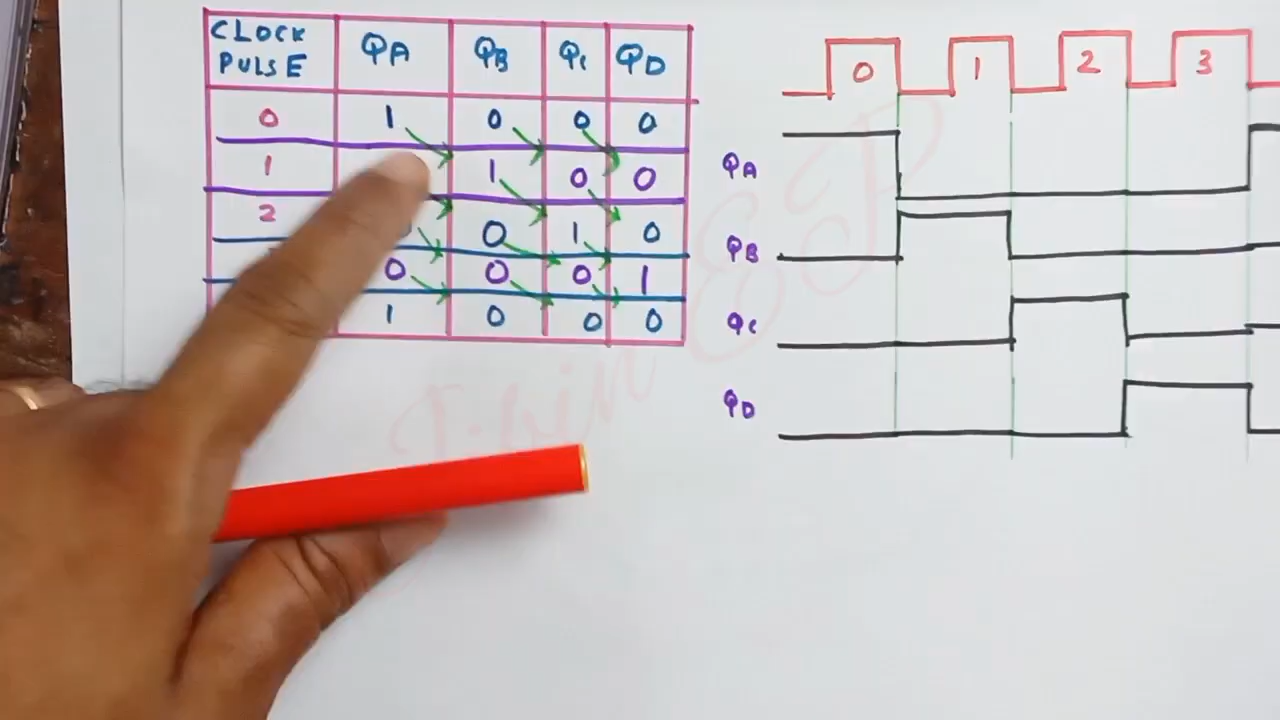 CLOCK PULSE QA QB QC QD
0 1 0 0 0
1 1 0 0
2 0 1 0
0 0 0 1
1 0 0 0
0 1 2 3
QA
QB
QC
QD